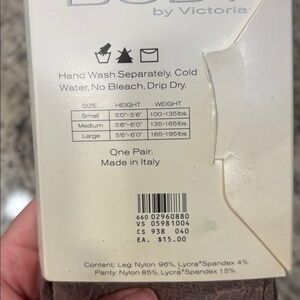 BODY
by Victoria
Hand Wash Separately, Cold
Water, No Bleach, Drip Dry.
SIZE HEIGHT WEIGHT
Small 5'0"-5'6" 100-135lbs
Medium 5'6"-6'0" 135-165lbs
Large 5'6"-6'0" 165-195lbs
One Pair.
Made in Italy
660 02960880
VS 05981004
CS 938 040
EA. $15.00
Content: Leg: Nylon 96%, Lycra® Spandex 4%.
Panty: Nylon 85%, Lycra® Spandex 15%